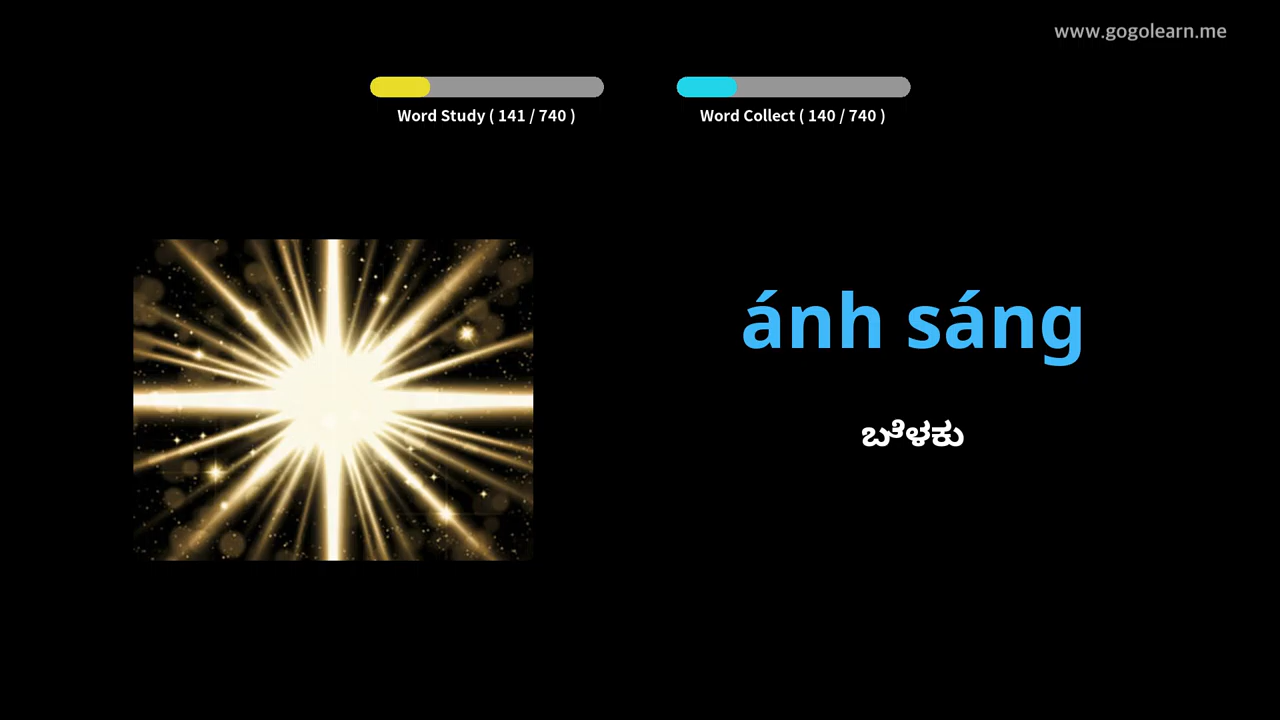 www.gogolearn.me
Word Study ( 141 / 740 )
Word Collect ( 140 / 740 )
ánh sáng
ಬೆಳಕು